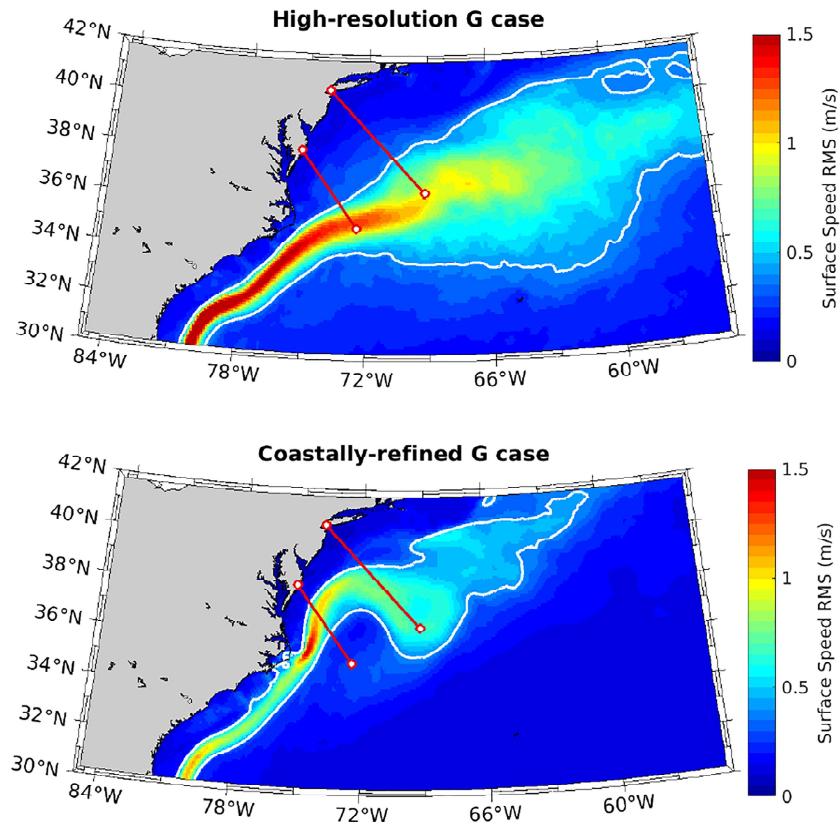 High-resolution G case
42°N
40°N
38°N
36°N
34°N
32°N
30°N
84°W
78°W
72°W
66°W
60°W
1.5
1
0.5
0
Surface Speed RMS (m/s)
Coastally-refined G case
42°N
40°N
38°N
36°N
34°N
32°N
30°N
84°W
78°W
72°W
66°W
60°W
1.5
1
0.5
0
Surface Speed RMS (m/s)